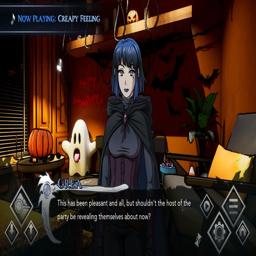 ♪ Now Playing: Creapy Feeling
This has been pleasant and all, but shouldn't the host of the
party be revealing themselves about now?